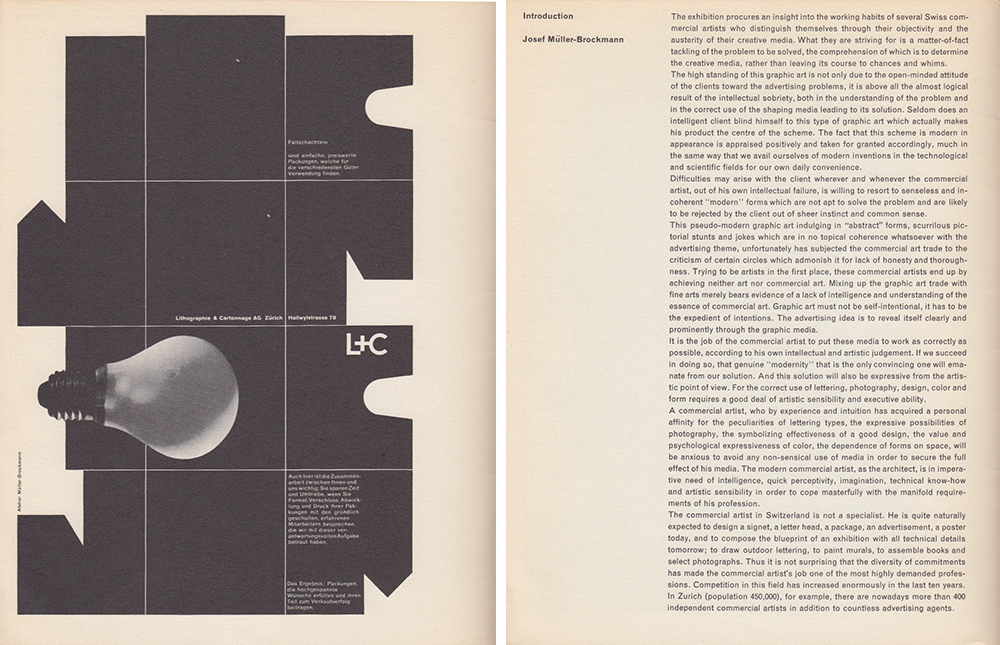 Faltschachteln
sind einfache, preiswerte
Packungen, welche für
die verschiedensten Güter
Verwendung finden.
Lithographie & Cartonnage AG Zürich Hallwylstrasse 78
L+C
Atelier Müller-Brockmann
Auch hier ist die Zusammen-
arbeit zwischen Ihnen und
uns wichtig: Sie sparen Zeit
und Umtriebe, wenn Sie
Format, Verschluss, Abwick-
lung und Druck Ihrer Pak-
kungen mit den gründlich
geschulten, erfahrenen
Mitarbeitern besprechen,
die wir mit dieser ver-
antwortungsvollen Aufgabe
betraut haben.
Das Ergebnis: Packungen,
die hochgespannte
Wünsche erfüllen und ihren
Teil zum Verkaufserfolg
beitragen.
Introduction
Josef Müller-Brockmann
The exhibition procures an insight into the working habits of several Swiss com-
mercial artists who distinguish themselves through their objectivity and the
austerity of their creative media. What they are striving for is a matter-of-fact
tackling of the problem to be solved, the comprehension of which is to determine
the creative media, rather than leaving its course to chances and whims.
The high standing of this graphic art is not only due to the open-minded attitude
of the clients toward the advertising problems, it is above all the almost logical
result of the intellectual sobriety, both in the understanding of the problem and
in the correct use of the shaping media leading to its solution. Seldom does an
intelligent client blind himself to this type of graphic art which actually makes
his product the centre of the scheme. The fact that this scheme is modern in
appearance is appraised positively and taken for granted accordingly, much in
the same way that we avail ourselves of modern inventions in the technological
and scientific fields for our own daily convenience.
Difficulties may arise with the client wherever and whenever the commercial
artist, out of his own intellectual failure, is willing to resort to senseless and in-
coherent "modern" forms which are not apt to solve the problem and are likely
to be rejected by the client out of sheer instinct and common sense.
This pseudo-modern graphic art indulging in "abstract" forms, scurrilous pic-
torial stunts and jokes which are in no topical coherence whatsoever with the
advertising theme, unfortunately has subjected the commercial art trade to the
criticism of certain circles which admonish it for lack of honesty and thorough-
ness. Trying to be artists in the first place, these commercial artists end up by
achieving neither art nor commercial art. Mixing up the graphic art trade with
fine arts merely bears evidence of a lack of intelligence and understanding of the
essence of commercial art. Graphic art must not be self-intentional, it has to be
the expedient of intentions. The advertising idea is to reveal itself clearly and
prominently through the graphic media.
It is the job of the commercial artist to put these media to work as correctly as
possible, according to his own intellectual and artistic judgement. If we succeed
in doing so, that genuine "modernity" that is the only convincing one will ema-
nate from our solution. And this solution will also be expressive from the artis-
tic point of view. For the correct use of lettering, photography, design, color and
form requires a good deal of artistic sensibility and executive ability.
A commercial artist, who by experience and intuition has acquired a personal
affinity for the peculiarities of lettering types, the expressive possibilities of
photography, the symbolizing effectiveness of a good design, the value and
psychological expressiveness of color, the dependence of forms on space, will
be anxious to avoid any non-sensical use of media in order to secure the full
effect of his media. The modern commercial artist, as the architect, is in impera-
tive need of intelligence, quick perceptivity, imagination, technical know-how
and artistic sensibility in order to cope masterfully with the manifold require-
ments of his profession.
The commercial artist in Switzerland is not a specialist. He is quite naturally
expected to design a signet, a letter head, a package, an advertisement, a poster
today, and to compose the blueprint of an exhibition with all technical details
tomorrow; to draw outdoor lettering, to paint murals, to assemble books and
select photographs. Thus it is not surprising that the diversity of commitments
has made the commercial artist's job one of the most highly demanded profes-
sions. Competition in this field has increased enormously in the last ten years.
In Zurich (population 450,000), for example, there are nowadays more than 400
independent commercial artists in addition to countless advertising agents.